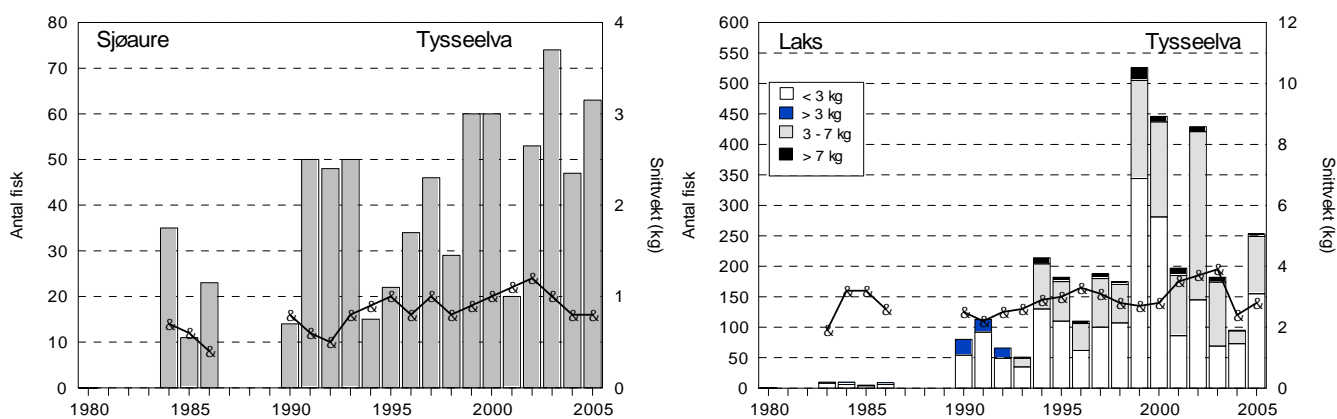 Sjøaure Tysseelva
Antal fisk
80
70
60
50
40
30
20
10
0
4
3
2
1
0
Snittvekt (kg)
1980 1985 1990 1995 2000 2005
Laks Tysseelva
< 3 kg
> 3 kg
3 - 7 kg
> 7 kg
Antal fisk
600
550
500
450
400
350
300
250
200
150
100
50
0
12
10
8
6
4
2
0
Snittvekt (kg)
1980 1985 1990 1995 2000 2005